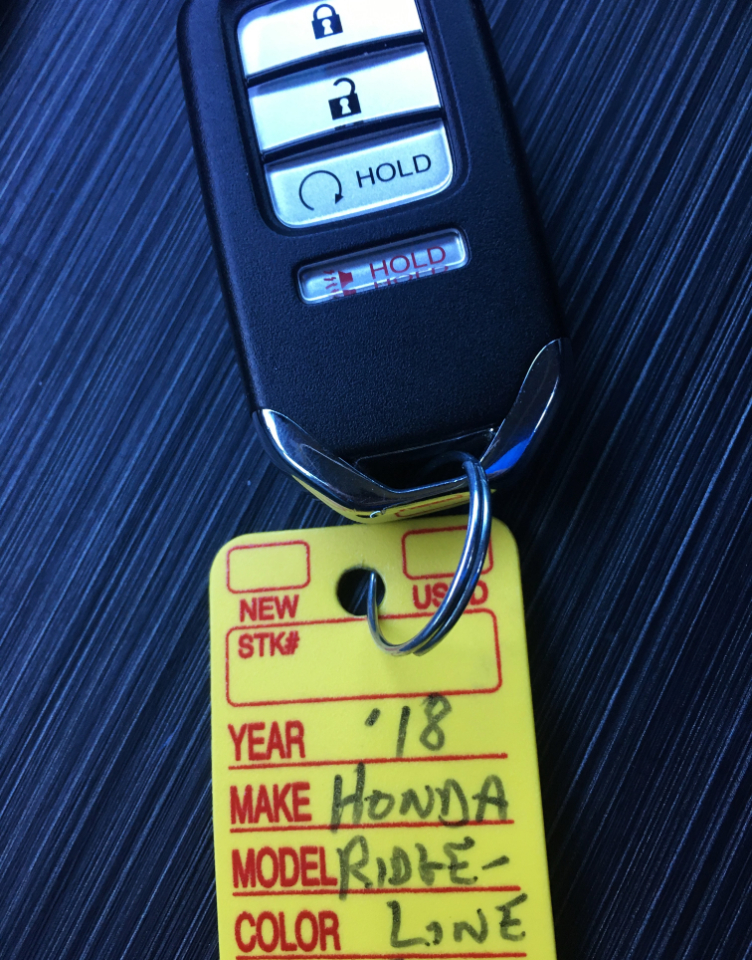 HOLD
HOLD
NEW USED
STK#
YEAR '18
MAKE HONDA
MODEL RIDGE-
COLOR LINE